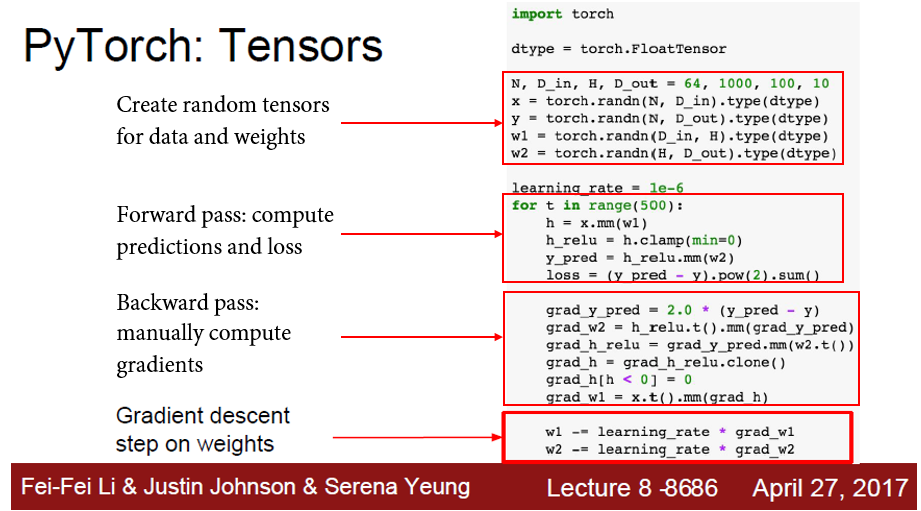 PyTorch: Tensors
Create random tensors
for data and weights
Forward pass: compute
predictions and loss
Backward pass:
manually compute
gradients
Gradient descent
step on weights
import torch
dtype = torch.FloatTensor
N, D_in, H, D_out = 64, 1000, 100, 10
x = torch.randn(N, D_in).type(dtype)
y = torch.randn(N, D_out).type(dtype)
w1 = torch.randn(D_in, H).type(dtype)
w2 = torch.randn(H, D_out).type(dtype)
learning_rate = 1e-6
for t in range(500):
    h = x.mm(w1)
    h_relu = h.clamp(min=0)
    y_pred = h_relu.mm(w2)
    loss = (y_pred - y).pow(2).sum()
    grad_y_pred = 2.0 * (y_pred - y)
    grad_w2 = h_relu.t().mm(grad_y_pred)
    grad_h_relu = grad_y_pred.mm(w2.t())
    grad_h = grad_h_relu.clone()
    grad_h[h < 0] = 0
    grad_w1 = x.t().mm(grad_h)
    w1 -= learning_rate * grad_w1
    w2 -= learning_rate * grad_w2
Fei-Fei Li & Justin Johnson & Serena Yeung
Lecture 8 -8686
April 27, 2017